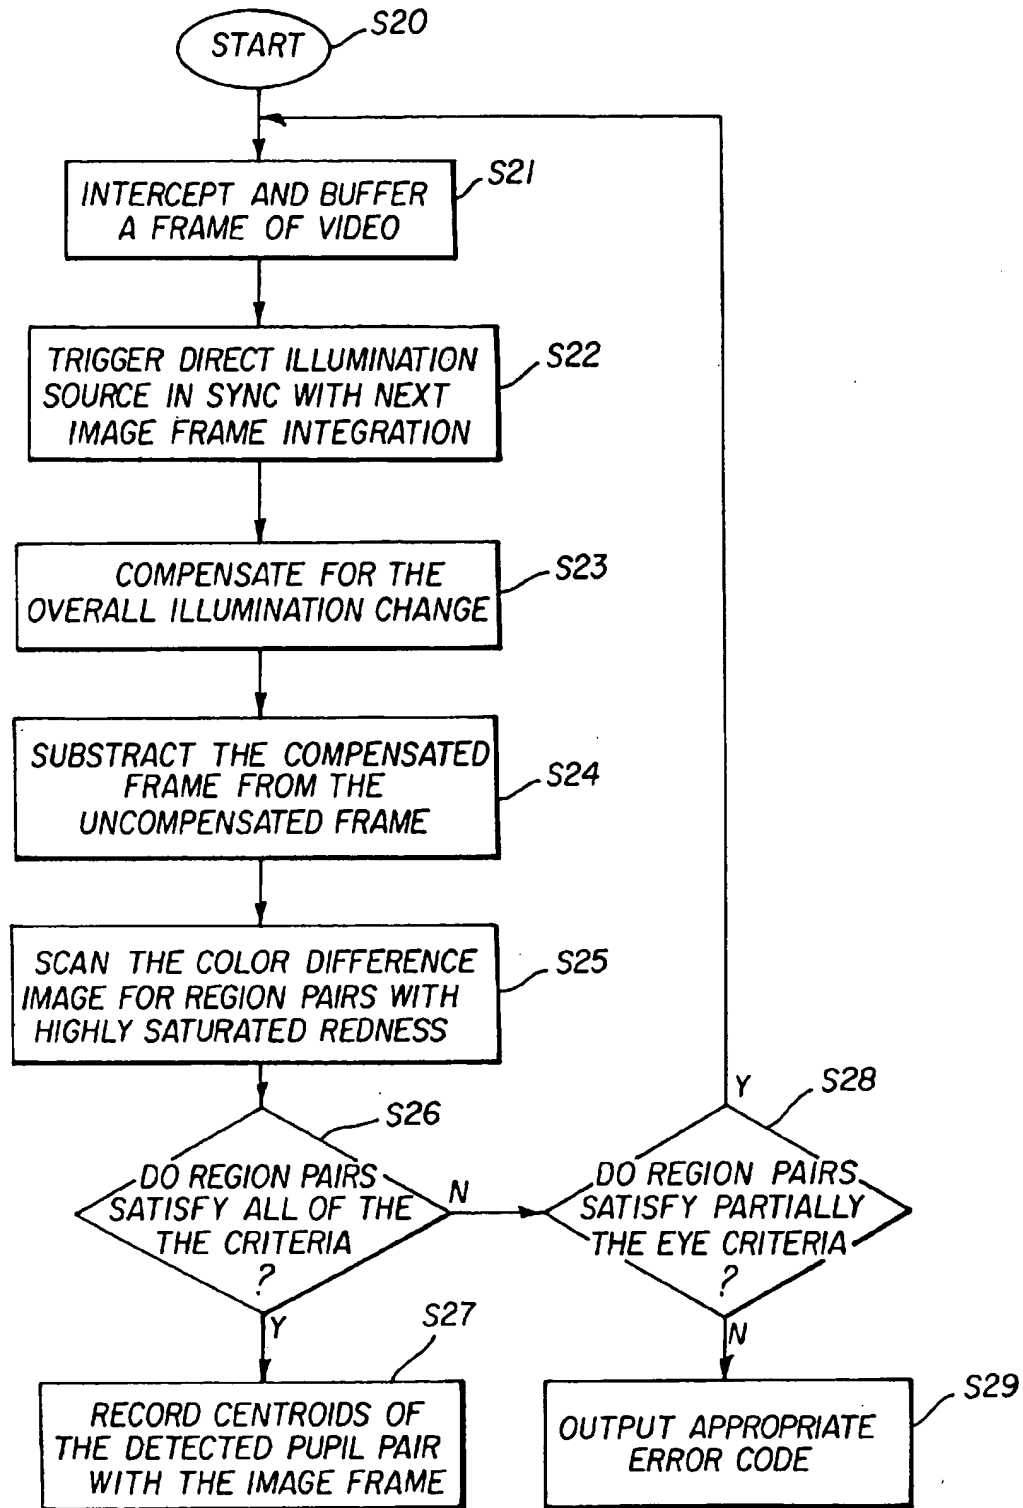 START
S20
INTERCEPT AND BUFFER
A FRAME OF VIDEO
S21
TRIGGER DIRECT ILLUMINATION
SOURCE IN SYNC WITH NEXT
IMAGE FRAME INTEGRATION
S22
COMPENSATE FOR THE
OVERALL ILLUMINATION CHANGE
S23
SUBSTRACT THE COMPENSATED
FRAME FROM THE
UNCOMPENSATED FRAME
S24
SCAN THE COLOR DIFFERENCE
IMAGE FOR REGION PAIRS WITH
HIGHLY SATURATED REDNESS
S25
DO REGION PAIRS
SATISFY ALL OF THE
THE CRITERIA
?
S26
N
Y
DO REGION PAIRS
SATISFY PARTIALLY
THE EYE CRITERIA
?
S28
Y
N
RECORD CENTROIDS OF
THE DETECTED PUPIL PAIR
WITH THE IMAGE FRAME
S27
OUTPUT APPROPRIATE
ERROR CODE
S29